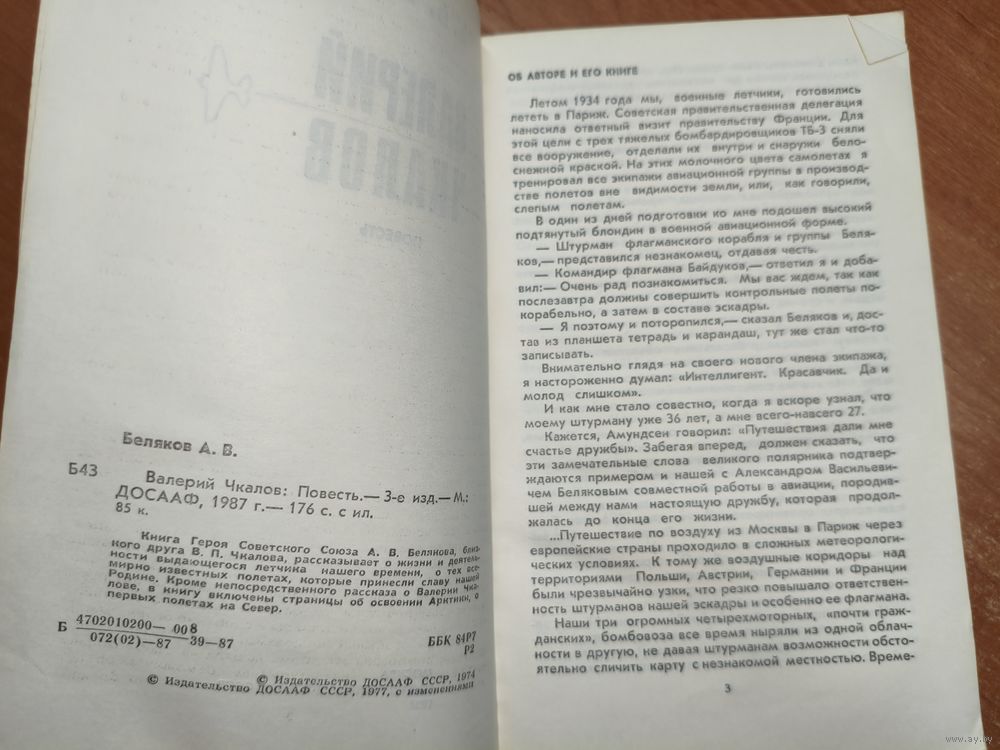 Беляков А. В.
Б43
Валерий Чкалов: Повесть.— 3-е изд.— М.:
ДОСААФ, 1987 г.— 176 с. с ил.
85 к.
Книга Героя Советского Союза А. В. Белякова, близ-
кого друга В. П. Чкалова, рассказывает о жизни и деятель-
ности выдающегося летчика нашего времени, о тех все-
мирно известных полетах, которые принесли славу нашей
Родине. Кроме непосредственного рассказа о Валерии Чка-
лове, в книгу включены страницы об освоении Арктики, о
первых полетах на Север.
Б 4702010200—008
072(02)—87 —39—87
ББК 84Р7
Р2
© Издательство ДОСААФ СССР, 1974
© Издательство ДОСААФ СССР, 1977, с изменениями
ОБ АВТОРЕ И ЕГО КНИГЕ
Летом 1934 года мы, военные летчики, готовились
лететь в Париж. Советская правительственная делегация
наносила ответный визит правительству Франции. Для
этой цели с трех тяжелых бомбардировщиков ТБ-3 сняли
все вооружение, отделали их внутри и снаружи бело-
снежной краской. На этих молочного цвета самолетах я
тренировал все экипажи авиационной группы в производ-
стве полетов вне видимости земли, или, как говорили,
слепым полетам.
В один из дней подготовки ко мне подошел высокий
подтянутый блондин в военной авиационной форме.
— Штурман флагманского корабля и группы Беля-
ков,— представился незнакомец, отдавая честь.
— Командир флагмана Байдуков,— ответил я и доба-
вил:— Очень рад познакомиться. Мы вас ждем, так как
послезавтра должны совершить контрольные полеты по-
корабельно, а затем в составе эскадры.
— Я поэтому и поторопился,— сказал Беляков и, дос-
тав из планшета тетрадь и карандаш, тут же стал что-то
записывать.
Внимательно глядя на своего нового члена экипажа,
я настороженно думал: «Интеллигент. Красавчик. Да и
молод слишком».
И как мне стало совестно, когда я вскоре узнал, что
моему штурману уже 36 лет, а мне всего-навсего 27.
Кажется, Амундсен говорил: «Путешествия дали мне
счастье дружбы». Забегая вперед, должен сказать, что
эти замечательные слова великого полярника подтвер-
ждаются примером и нашей с Александром Васильеви-
чем Беляковым совместной работы в авиации, породив-
шей между нами настоящую дружбу, которая продол-
жалась до конца его жизни.
...Путешествие по воздуху из Москвы в Париж через
европейские страны проходило в сложных метеорологи-
ческих условиях. К тому же воздушные коридоры над
территориями Польши, Австрии, Германии и Франции
были чрезвычайно узки, что резко повышало ответствен-
ность штурманов нашей эскадры и особенно ее флагмана.
Наши три огромных четырехмоторных, «почти граж-
данских», бомбовоза все время ныряли из одной облач-
ности в другую, не давая штурманам возможности обсто-
ятельно сличить карту с незнакомой местностью. Време-
3
www.ay.by